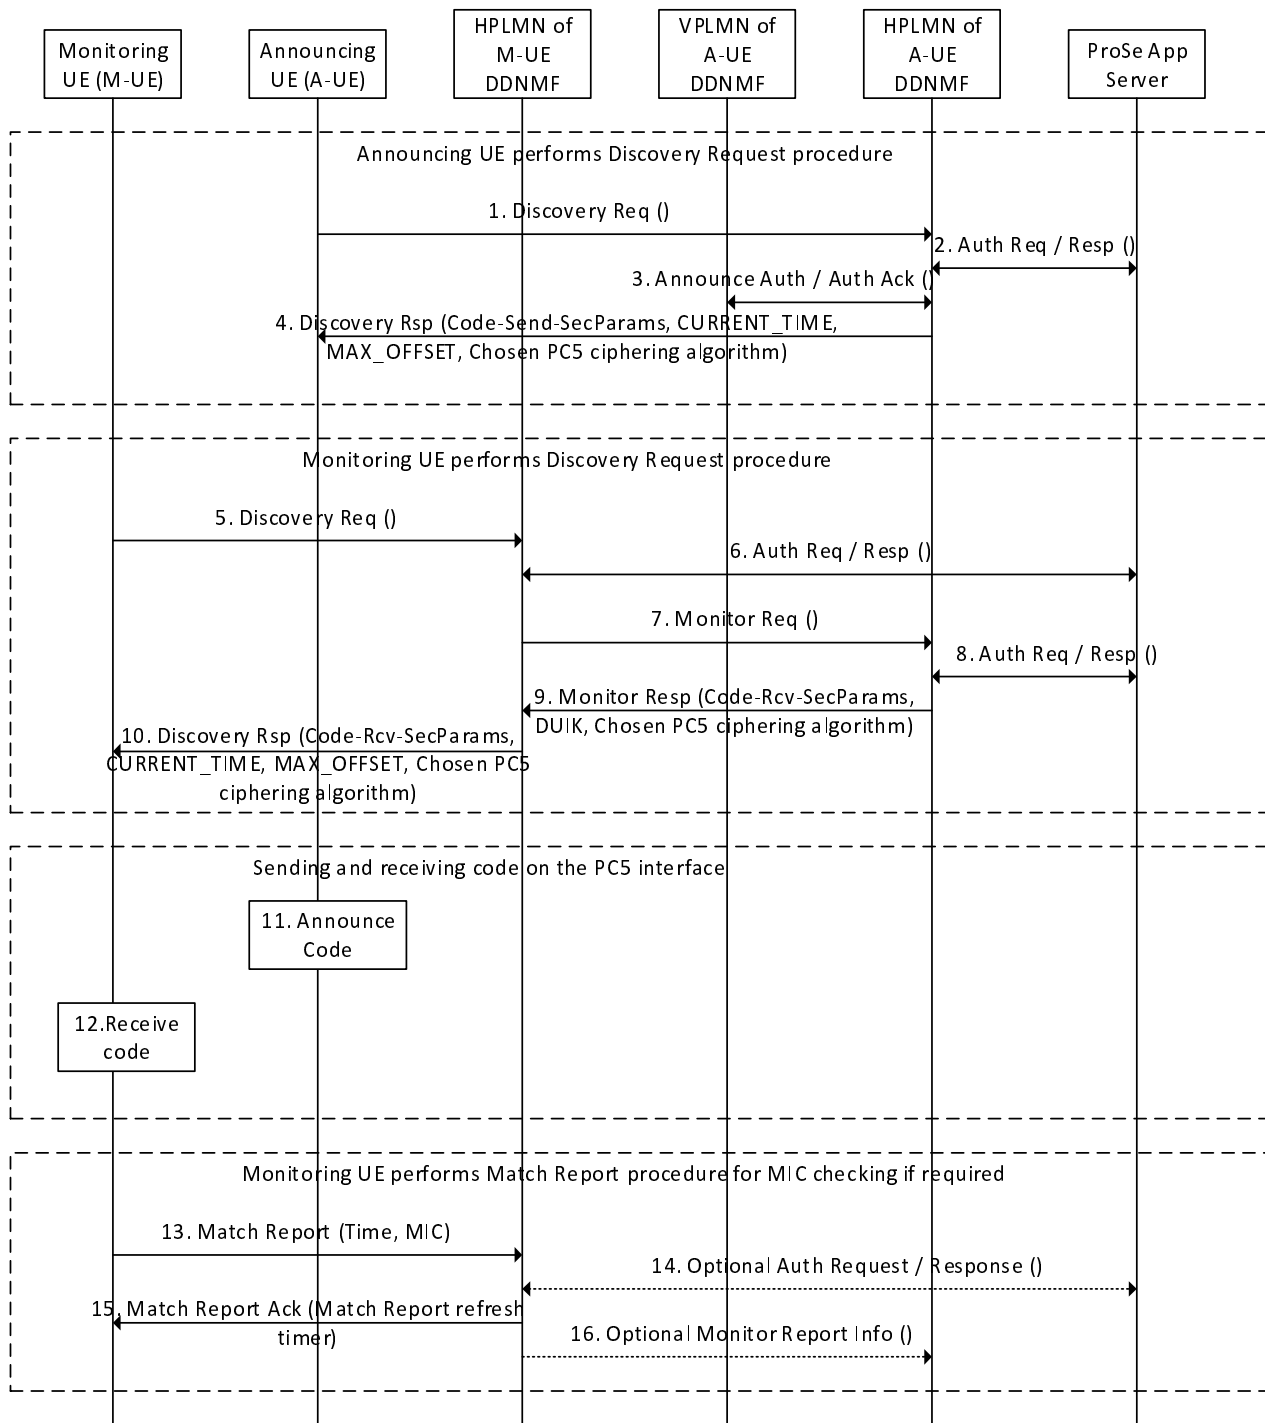 Monitoring
UE (M-UE)
Announcing
UE (A-UE)
HPLMN of
M-UE
DDNMF
VPLMN of
A-UE
DDNMF
HPLMN of
A-UE
DDNMF
ProSe App
Server
Announcing UE performs Discovery Request procedure
1. Discovery Req ()
2. Auth Req / Resp ()
3. Announce Auth / Auth Ack ()
4. Discovery Rsp (Code-Send-SecParams, CURRENT_TIME,
MAX_OFFSET, Chosen PC5 ciphering algorithm)
Monitoring UE performs Discovery Request procedure
5. Discovery Req ()
6. Auth Req / Resp ()
7. Monitor Req ()
8. Auth Req / Resp ()
9. Monitor Resp (Code-Rcv-SecParams,
DUIK, Chosen PC5 ciphering algorithm)
10. Discovery Rsp (Code-Rcv-SecParams,
CURRENT_TIME, MAX_OFFSET, Chosen PC5
ciphering algorithm)
Sending and receiving code on the PC5 interface
11. Announce
Code
12.Receive
code
Monitoring UE performs Match Report procedure for MIC checking if required
13. Match Report (Time, MIC)
14. Optional Auth Request / Response ()
15. Match Report Ack (Match Report refresh
timer)
16. Optional Monitor Report Info ()